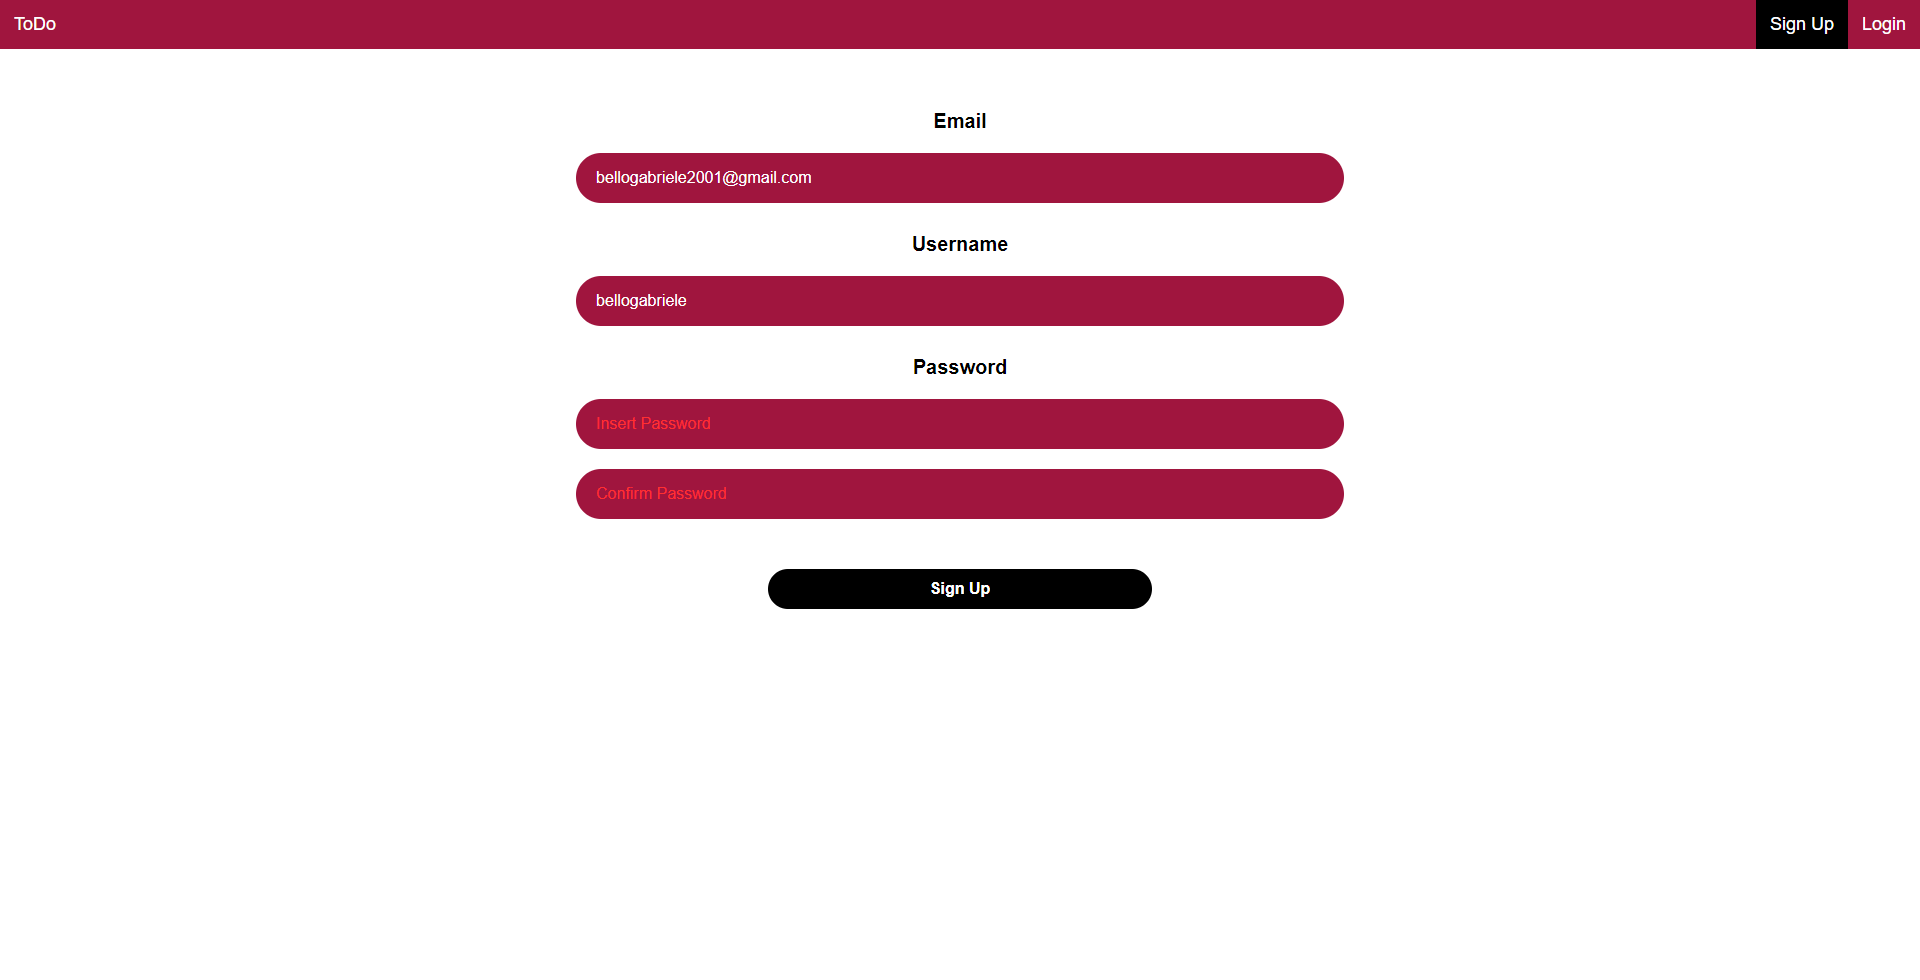 ToDo
Sign Up
Login
Email
bellogabriele2001@gmail.com
Username
bellogabriele
Password
Insert Password
Confirm Password
Sign Up